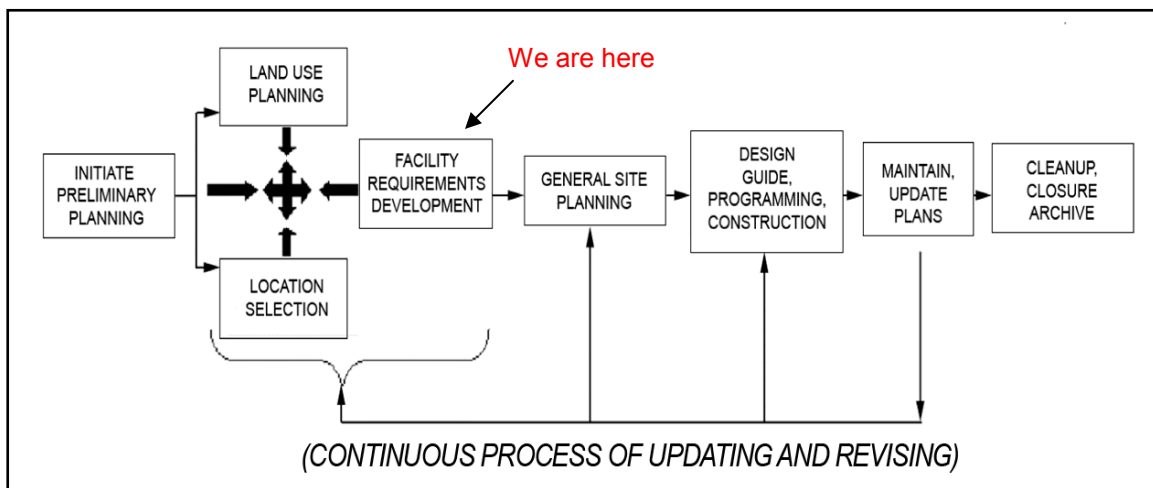 We are here
LAND USE
PLANNING
INITIATE
PRELIMINARY
PLANNING
FACILITY
REQUIREMENTS
DEVELOPMENT
LOCATION
SELECTION
GENERAL SITE
PLANNING
DESIGN
GUIDE,
PROGRAMMING,
CONSTRUCTION
MAINTAIN,
UPDATE
PLANS
CLEANUP,
CLOSURE
ARCHIVE
(CONTINUOUS PROCESS OF UPDATING AND REVISING)